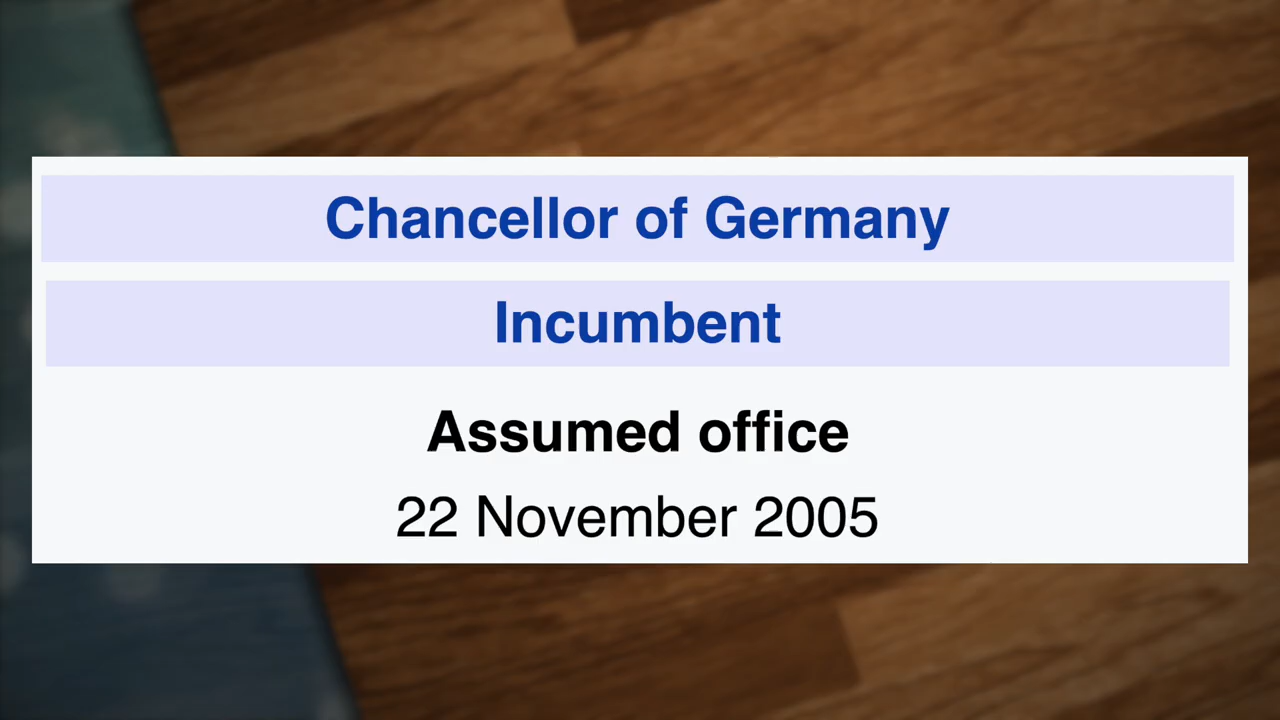 Chancellor of Germany
Incumbent
Assumed office
22 November 2005